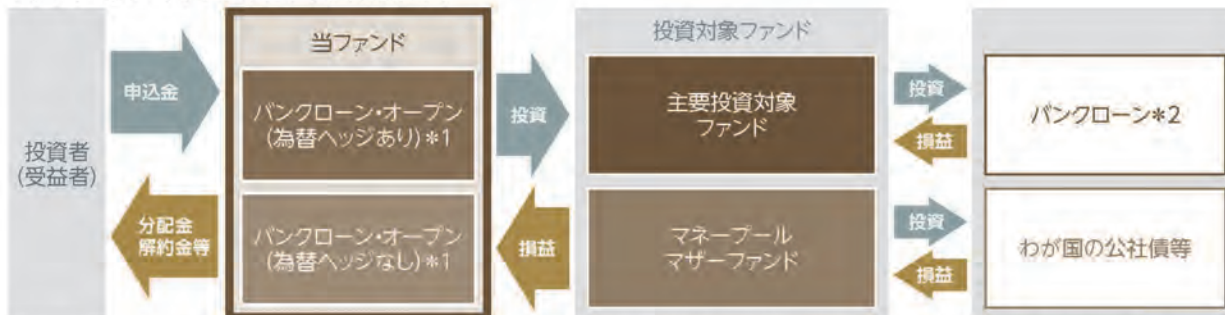 投資者
(受益者)
申込金
分配金
解約金等
当ファンド
バンクローン・オープン
(為替ヘッジあり)*1
バンクローン・オープン
(為替ヘッジなし)*1
投資
損益
投資対象ファンド
主要投資対象
ファンド
マネープール
マザーファンド
投資
損益
投資
損益
バンクローン*2
わが国の公社債等